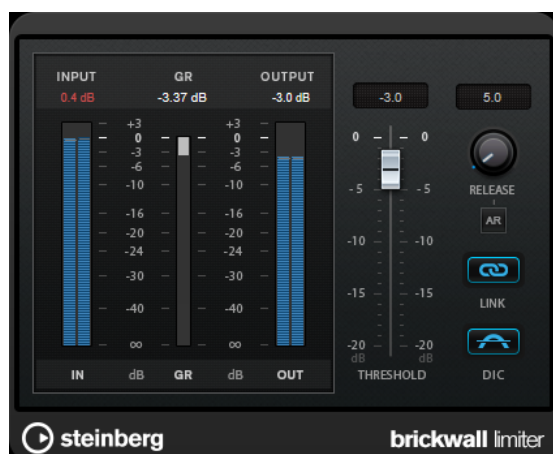 INPUT GR OUTPUT
0.4 dB -3.37 dB -3.0 dB
-3.0 5.0
+3 +3
0 0 0 0
-3 -3
-6 -6
-10 -10
-5 -5
RELEASE
-16 -16
AR
-20 -20
-24 -24
-10 -10
-30 -30
-15 -15
LINK
-40 -40
∞ ∞
-20 -20
dB dB
IN dB GR dB OUT
THRESHOLD DIC
steinberg brickwall limiter